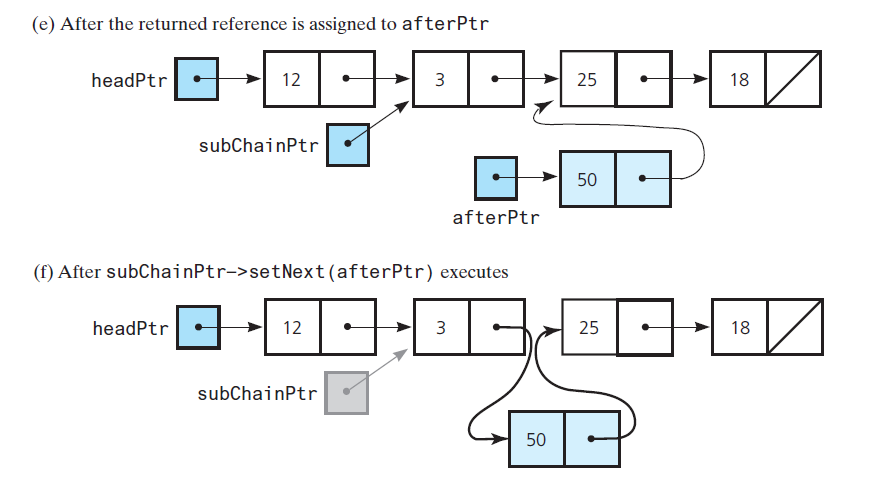 (e) After the returned reference is assigned to afterPtr
headPtr 12 3 25 18
subChainPtr
50
afterPtr
(f) After subChainPtr->setNext(afterPtr) executes
headPtr 12 3 25 18
subChainPtr
50